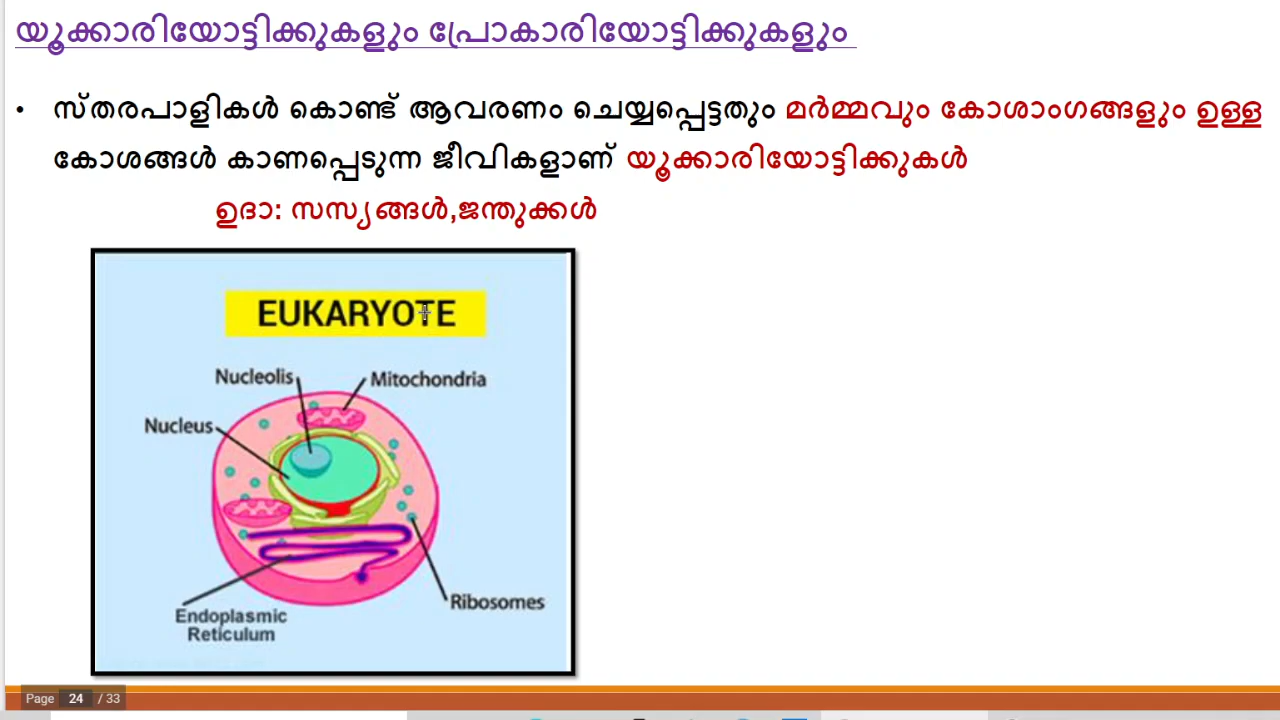 യൂക്കാരിയോട്ടിക്കുകളും പ്രോകാരിയോട്ടിക്കുകളും
• സ്തരപാളികൾ കൊണ്ട് ആവരണം ചെയ്യപ്പെട്ടതും മർമ്മവും കോശാംഗങ്ങളും ഉള്ള
കോശങ്ങൾ കാണപ്പെടുന്ന ജീവികളാണ് യൂക്കാരിയോട്ടിക്കുകൾ
ഉദാ: സസ്യങ്ങൾ,ജന്തുക്കൾ
EUKARYOTE
Nucleolis
Mitochondria
Nucleus
Ribosomes
Endoplasmic
Reticulum
Page 24 / 33